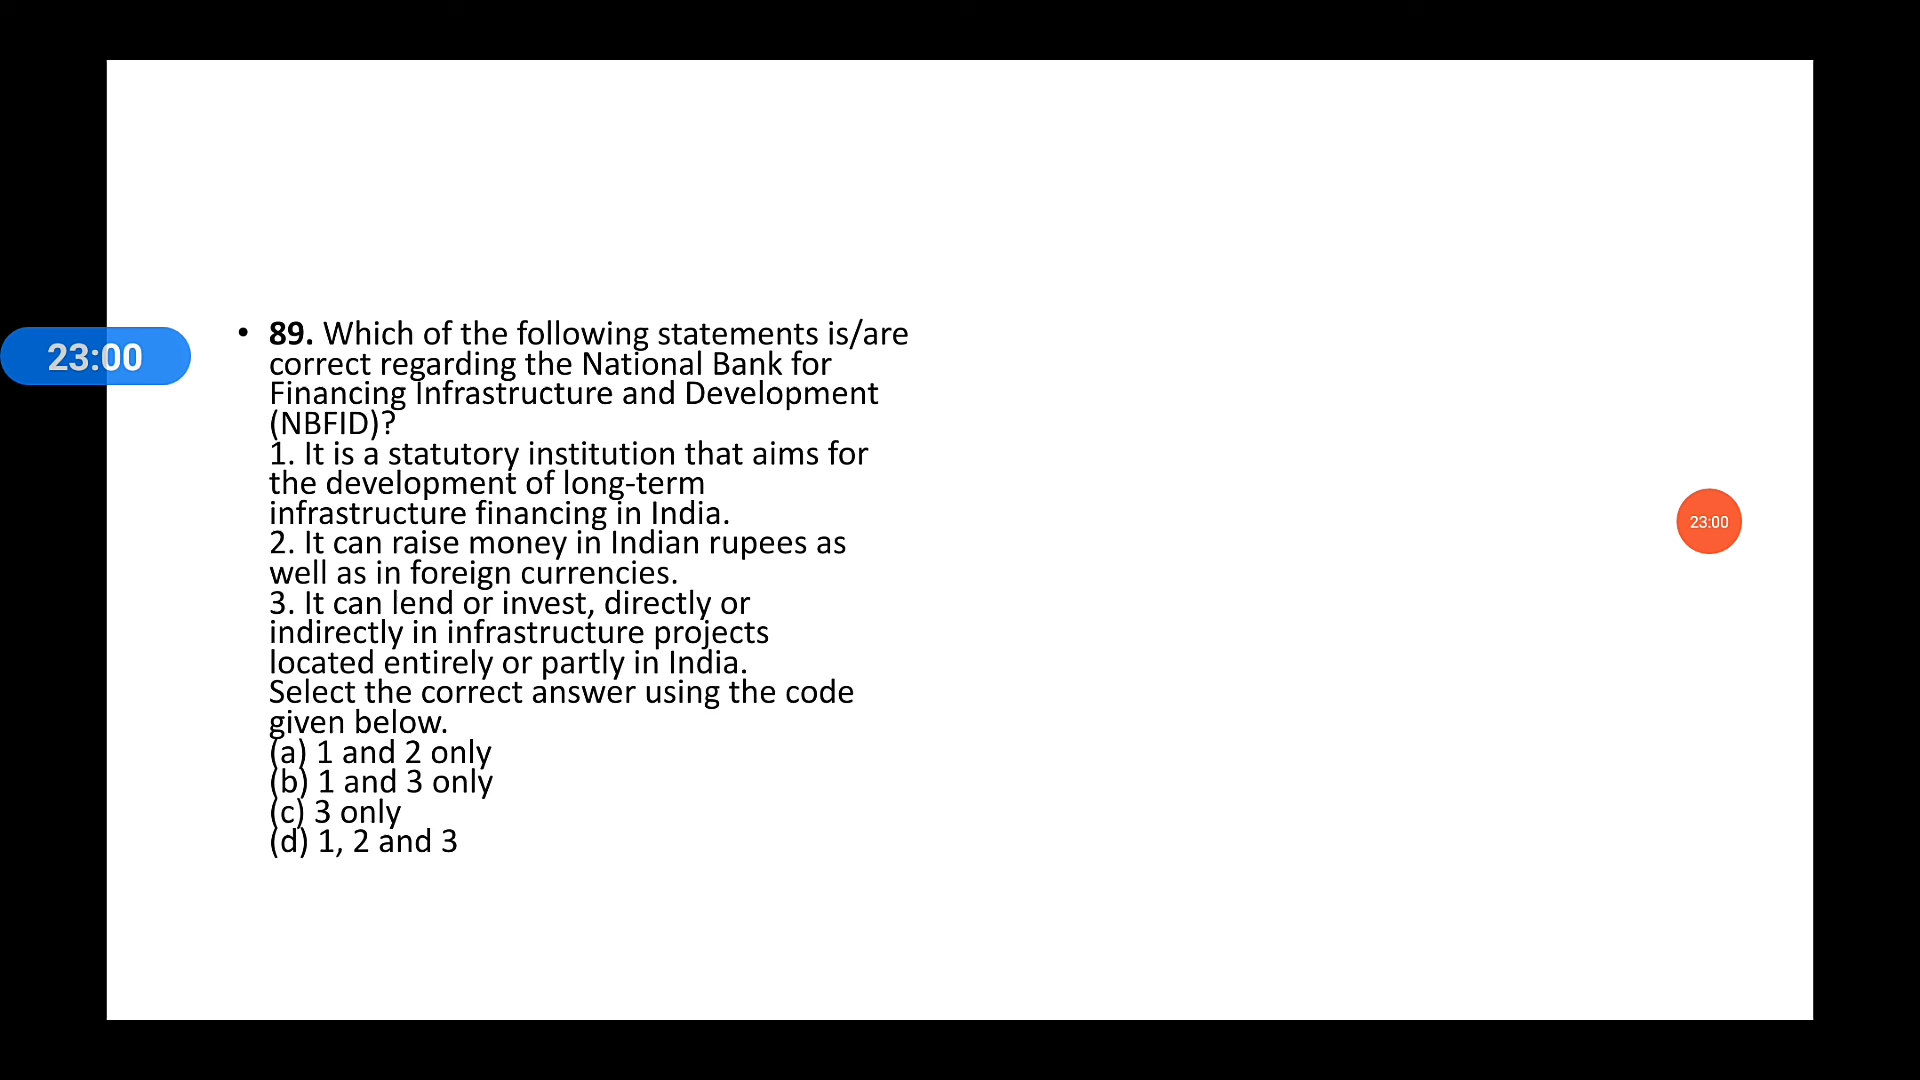 • 89. Which of the following statements is/are
correct regarding the National Bank for
Financing Infrastructure and Development
(NBFID)?
1. It is a statutory institution that aims for
the development of long-term
infrastructure financing in India.
2. It can raise money in Indian rupees as
well as in foreign currencies.
3. It can lend or invest, directly or
indirectly in infrastructure projects
located entirely or partly in India.
Select the correct answer using the code
given below.
(a) 1 and 2 only
(b) 1 and 3 only
(c) 3 only
(d) 1, 2 and 3
23:00
23:00